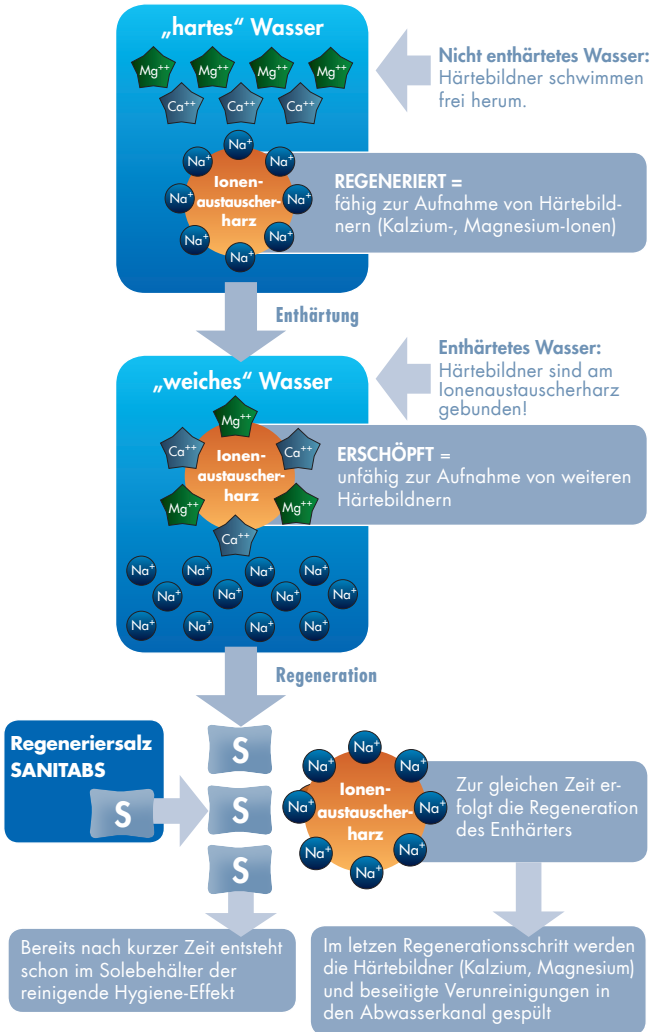 „hartes“ Wasser
Mg++
Mg++
Mg++
Mg++
Ca++
Ca++
Ca++
Nicht enthärtetes Wasser:
Härtebildner schwimmen
frei herum.
Na+
Na+
Na+
Na+
Na+
Na+
Na+
Na+
Ionen-
austauscher-
harz
REGENERIERT =
fähig zur Aufnahme von Härtebild-
nern (Kalzium-, Magnesium-Ionen)
Enthärtung
„weiches“ Wasser
Enthärtetes Wasser:
Härtebildner sind am
Ionenaustauscherharz
gebunden!
Mg++
Ca++
Ca++
Mg++
Mg++
Ca++
Ionen-
austauscher-
harz
ERSCHÖPFT =
unfähig zur Aufnahme von weiteren
Härtebildnern
Na+
Na+
Na+
Na+
Na+
Na+
Na+
Na+
Na+
Na+
Na+
Na+
Regeneration
Regeneriersalz
SANITABS
S
S
S
S
Na+
Na+
Na+
Na+
Na+
Na+
Na+
Na+
Ionen-
austauscher-
harz
Zur gleichen Zeit er-
folgt die Regeneration
des Enthärters
Bereits nach kurzer Zeit entsteht
schon im Solebehälter der
reinigende Hygiene-Effekt
Im letzen Regenerationsschritt werden
die Härtebildner (Kalzium, Magnesium)
und beseitigte Verunreinigungen in
den Abwasserkanal gespült